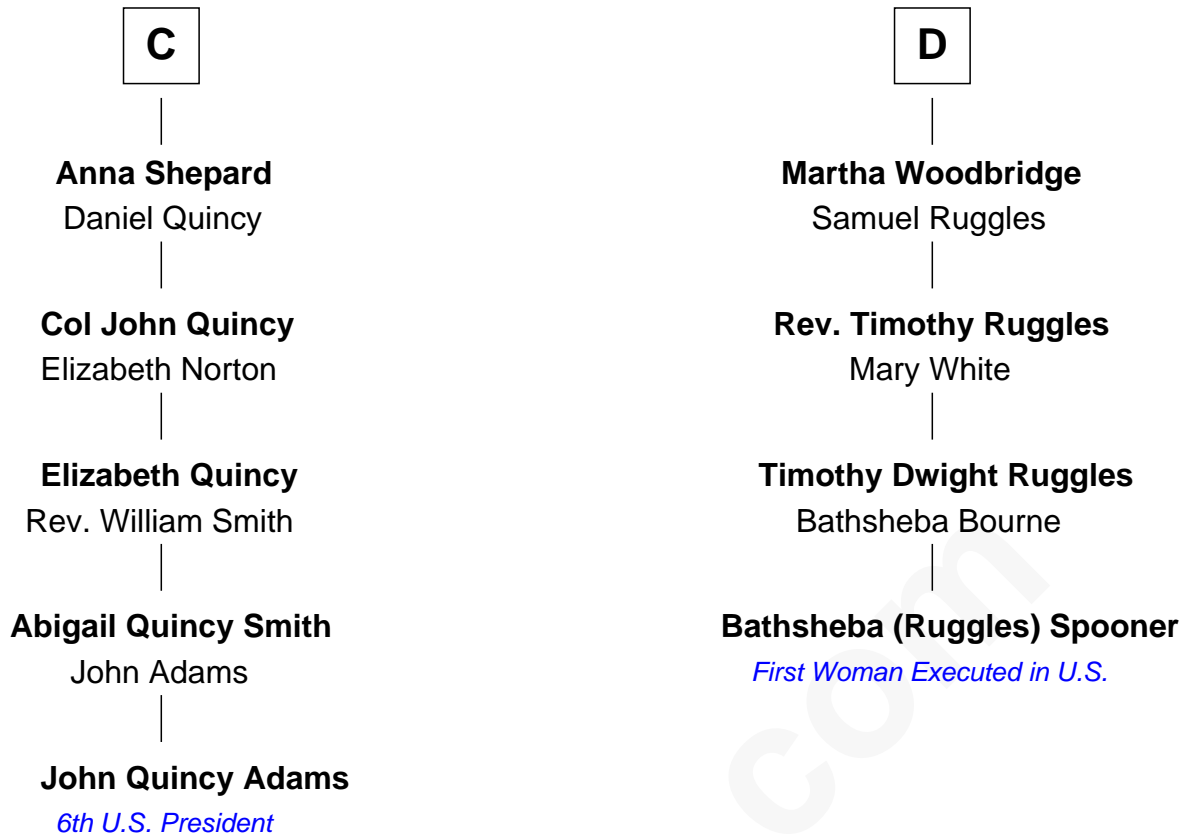 C
Anna Shepard
Daniel Quincy
Col John Quincy
Elizabeth Norton
Elizabeth Quincy
Rev. William Smith
Abigail Quincy Smith
John Adams
John Quincy Adams
6th U.S. President
D
Martha Woodbridge
Samuel Ruggles
Rev. Timothy Ruggles
Mary White
Timothy Dwight Ruggles
Bathsheba Bourne
Bathsheba (Ruggles) Spooner
First Woman Executed in U.S.
com